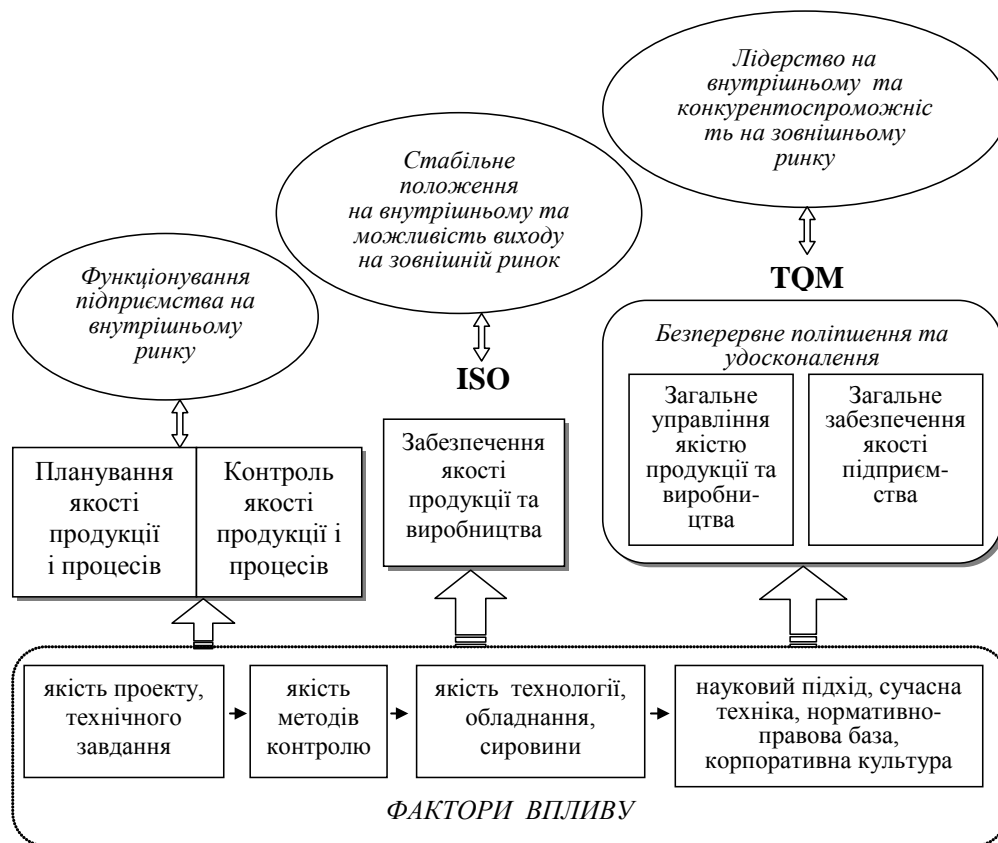 Лідерство на
внутрішньому та
конкурентоспроможніс
ть на зовнішньому
ринку
Стабільне
положення
на внутрішньому та
можливість виходу
на зовнішній ринок
Функціонування
підприємства на
внутрішньому
ринку
TQM
ISO
Безперервне поліпшення та
удосконалення
Загальне
управління
якістю
продукції та
виробни-
цтва
Загальне
забезпечення
якості
підприєм-
ства
Планування
якості
продукції
і процесів
Контроль
якості
продукції і
процесів
Забезпечення
якості
продукції та
виробництва
якість проекту,
технічного
завдання
якість
методів
контролю
якість технології,
обладнання,
сировини
науковий підхід, сучасна
техніка, нормативно-
правова база,
корпоративна культура
ФАКТОРИ ВПЛИВУ